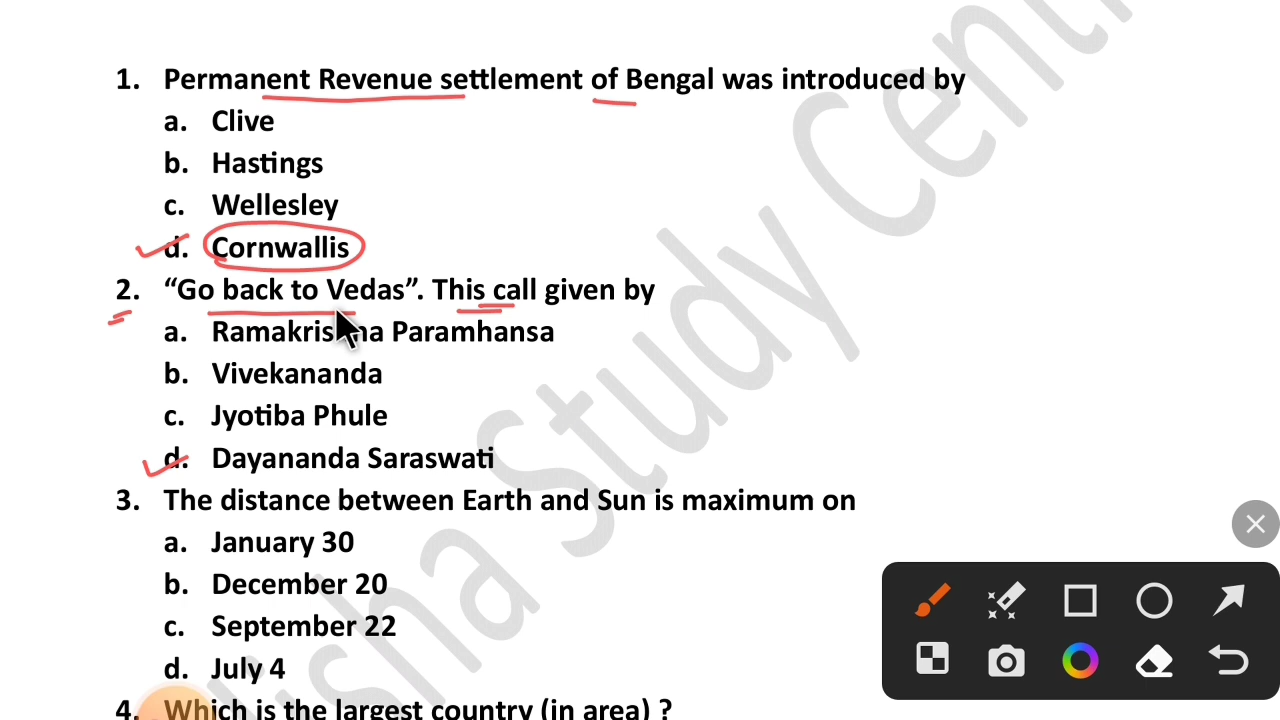 1. Permanent Revenue settlement of Bengal was introduced by
a. Clive
b. Hastings
c. Wellesley
d. Cornwallis
2. “Go back to Vedas”. This call given by
a. Ramakrishna Paramhansa
b. Vivekananda
c. Jyotiba Phule
d. Dayananda Saraswati
3. The distance between Earth and Sun is maximum on
a. January 30
b. December 20
c. September 22
d. July 4
4. Which is the largest country (in area) ?
Study